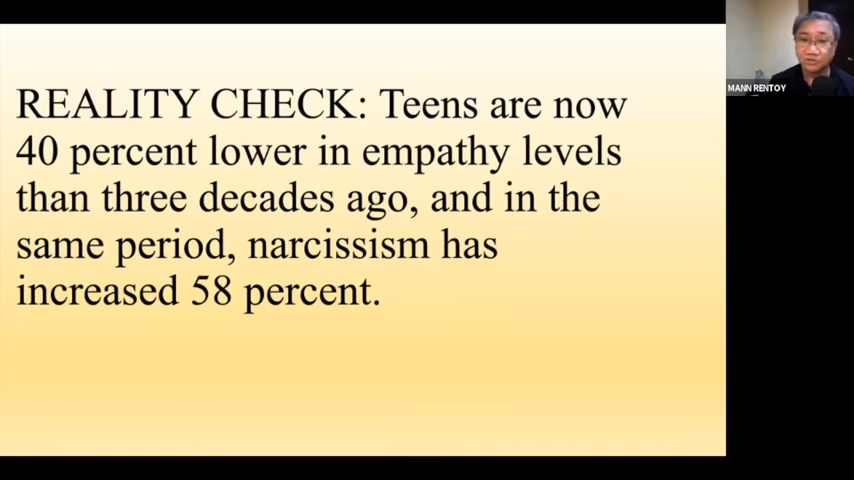 REALITY CHECK: Teens are now
40 percent lower in empathy levels
than three decades ago, and in the
same period, narcissism has
increased 58 percent.
MANN RENTOY